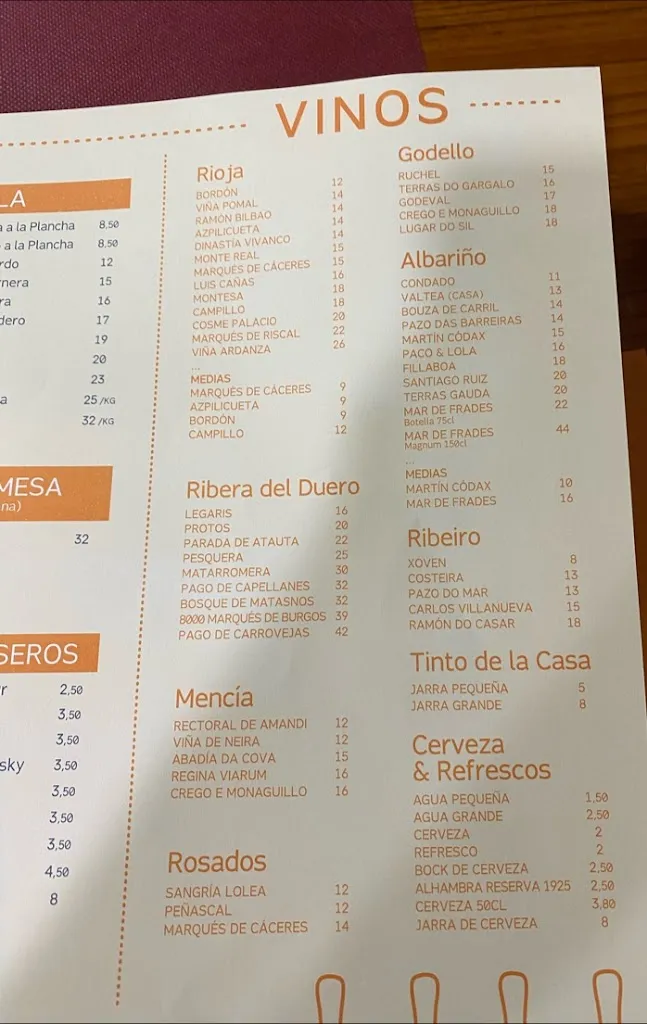 VINOS
LA
a a la Plancha 8,50
o a la Plancha 8,50
rdo 12
rnera 15
ra 16
dero 17
19
20
23
a 25 /KG
32 /KG
MESA
na)
32
SEROS
r 2,50
3,50
3,50
sky 3,50
3,50
3,50
3,50
4,50
8
Rioja
BORDÓN 12
VIÑA POMAL 14
RAMÓN BILBAO 14
AZPILICUETA 14
DINASTÍA VIVANCO 14
MONTE REAL 15
MARQUÉS DE CÁCERES 15
LUIS CAÑAS 16
MONTESA 18
CAMPILLO 18
COSME PALACIO 20
MARQUÉS DE RISCAL 22
VIÑA ARDANZA 26
...
MEDIAS
MARQUÉS DE CÁCERES 9
AZPILICUETA 9
BORDÓN 9
CAMPILLO 12
Ribera del Duero
LEGARIS 16
PROTOS 20
PARADA DE ATAUTA 22
PESQUERA 25
MATARROMERA 30
PAGO DE CAPELLANES 32
BOSQUE DE MATASNOS 32
8000 MARQUÉS DE BURGOS 39
PAGO DE CARROVEJAS 42
Mencía
RECTORAL DE AMANDI 12
VIÑA DE NEIRA 12
ABADÍA DA COVA 15
REGINA VIARUM 16
CREGO E MONAGUILLO 16
Rosados
SANGRÍA LOLEA 12
PEÑASCAL 12
MARQUÉS DE CÁCERES 14
Godello
RUCHEL 15
TERRAS DO GARGALO 16
GODEVAL 17
CREGO E MONAGUILLO 18
LUGAR DO SIL 18
Albariño
CONDADO 11
VALTEA (CASA) 13
BOUZA DE CARRIL 14
PAZO DAS BARREIRAS 14
MARTÍN CÓDAX 15
PACO & LOLA 16
FILLABOA 18
SANTIAGO RUIZ 20
TERRAS GAUDA 20
MAR DE FRADES 22
Botella 75cl
MAR DE FRADES 44
Magnum 150cl
...
MEDIAS
MARTÍN CÓDAX 10
MAR DE FRADES 16
Ribeiro
XOVEN 8
COSTEIRA 13
PAZO DO MAR 13
CARLOS VILLANUEVA 15
RAMÓN DO CASAR 18
Tinto de la Casa
JARRA PEQUEÑA 5
JARRA GRANDE 8
Cerveza
& Refrescos
AGUA PEQUEÑA 1,50
AGUA GRANDE 2,50
CERVEZA 2
REFRESCO 2
BOCK DE CERVEZA 2,50
ALHAMBRA RESERVA 1925 2,50
CERVEZA 50CL 3,80
JARRA DE CERVEZA 8